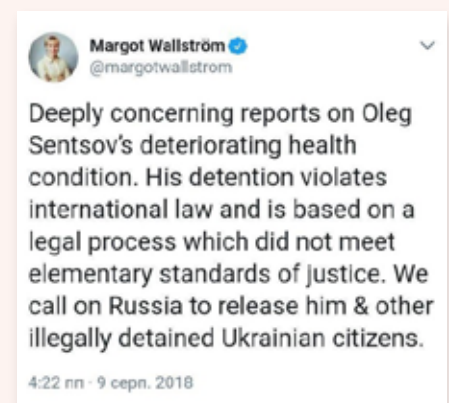 Margot Wallström
@margotwallstrom
Deeply concerning reports on Oleg
Sentsov's deteriorating health
condition. His detention violates
international law and is based on a
legal process which did not meet
elementary standards of justice. We
call on Russia to release him & other
illegally detained Ukrainian citizens.
4:22 пп · 9 серп. 2018